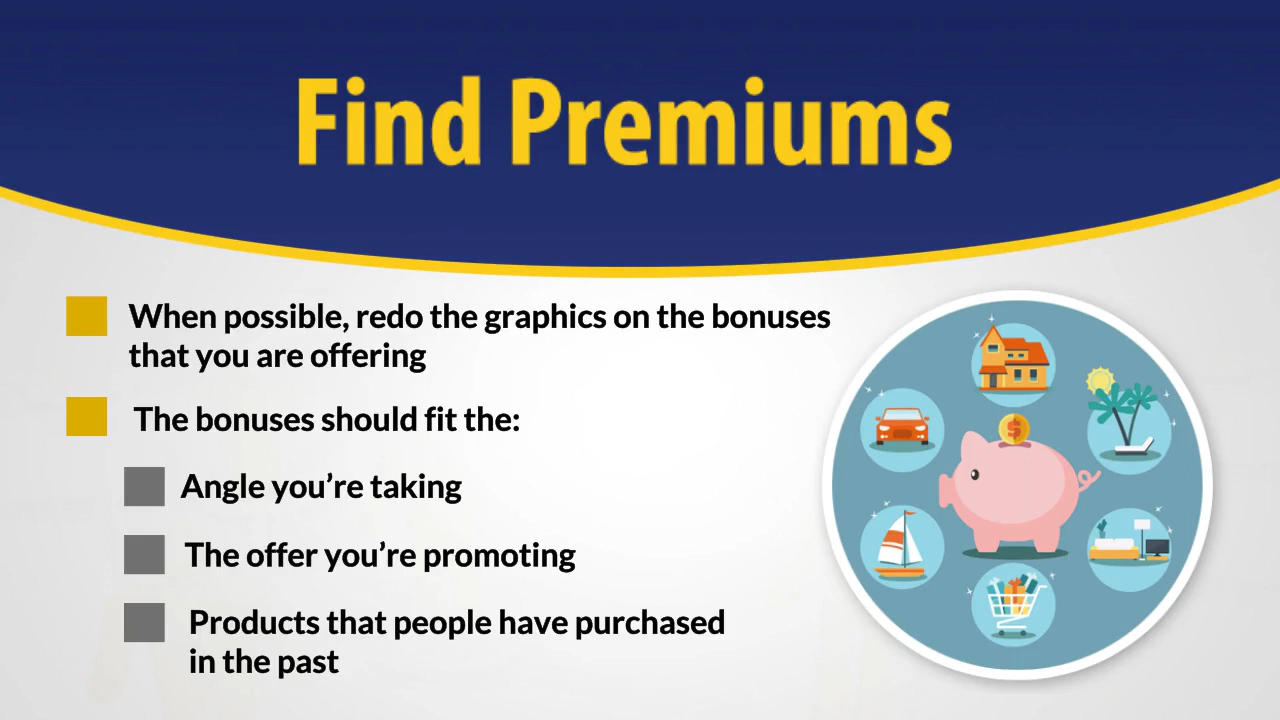 Find Premiums
When possible, redo the graphics on the bonuses
that you are offering
The bonuses should fit the:
Angle you’re taking
The offer you’re promoting
Products that people have purchased
in the past
$